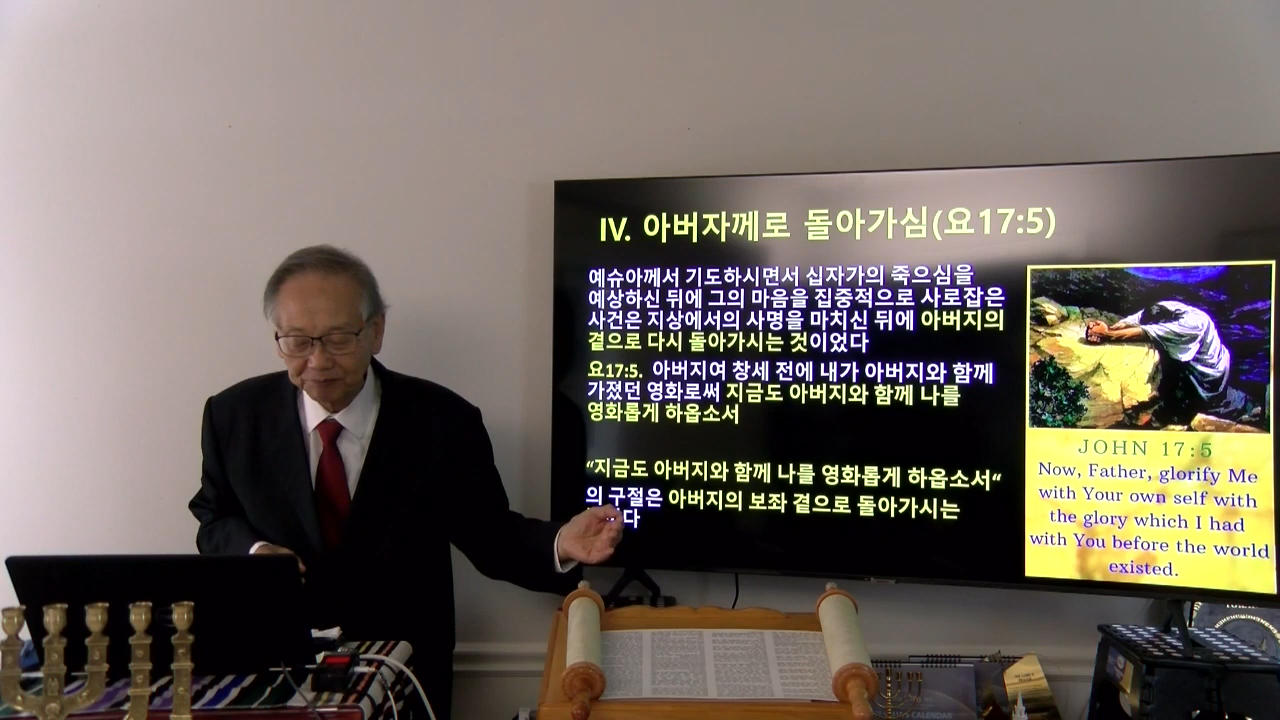 IV. 아버자께로 돌아가심(요17:5)
예슈아께서 기도하시면서 십자가의 죽으심을
예상하신 뒤에 그의 마음을 집중적으로 사로잡은
사건은 지상에서의 사명을 마치신 뒤에 아버지의
곁으로 다시 돌아가시는 것이었다
요17:5. 아버지여 창세 전에 내가 아버지와 함께
가졌던 영화로써 지금도 아버지와 함께 나를
영화롭게 하옵소서
“지금도 아버지와 함께 나를 영화롭게 하옵소서“
의 구절은 아버지의 보좌 곁으로 돌아가시는
다
JOHN 17:5
Now, Father, glorify Me
with Your own self with
the glory which I had
with You before the world
existed.
CALENDAR